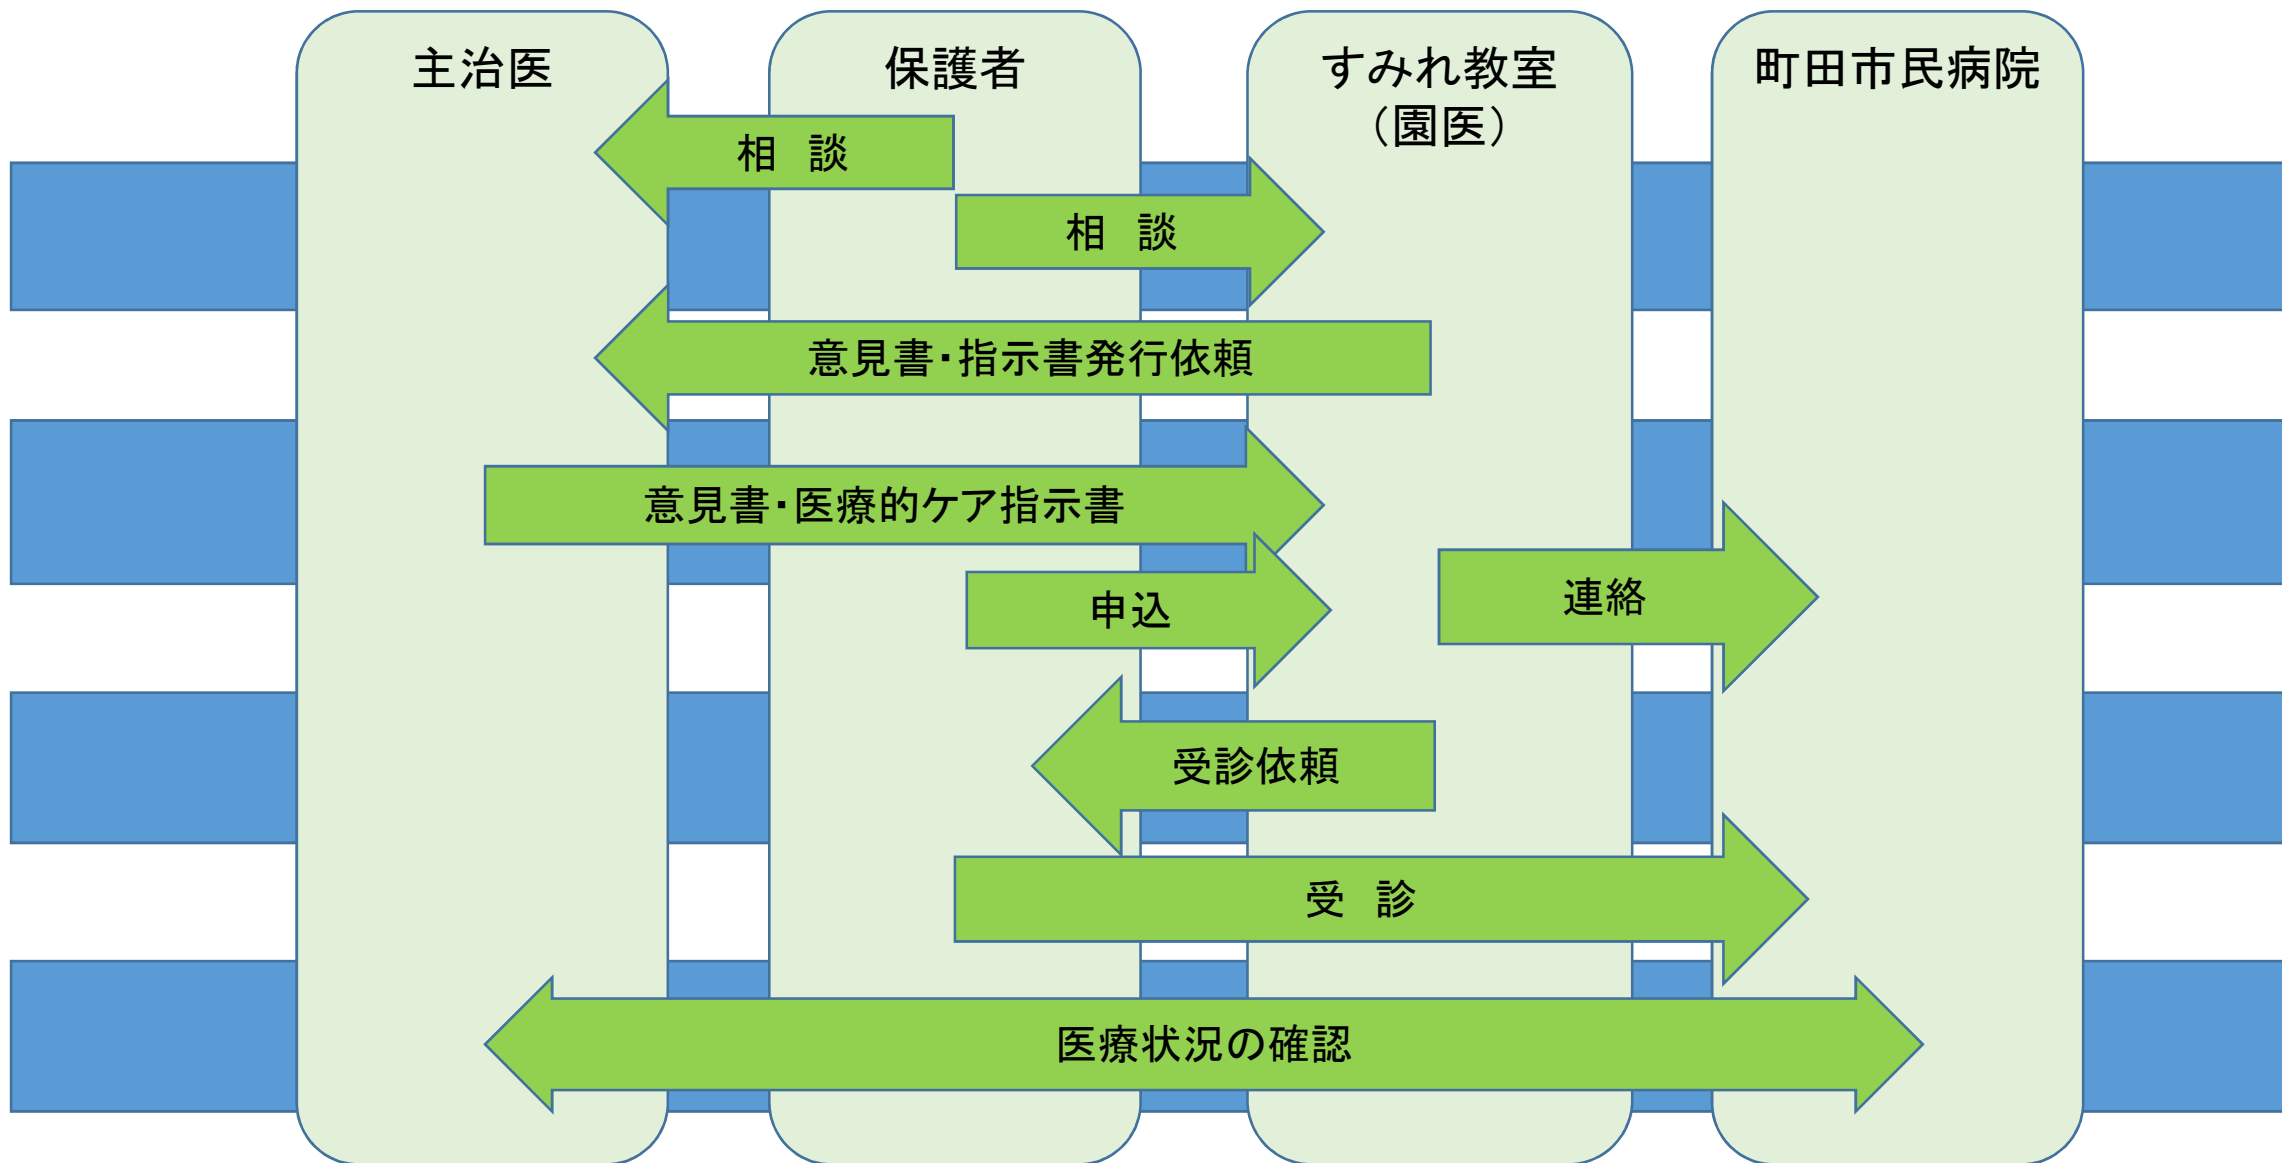 主治医
保護者
すみれ教室
（園医）
町田市民病院
相　談
相　談
意見書・指示書発行依頼
意見書・医療的ケア指示書
申込
連絡
受診依頼
受　診
医療状況の確認